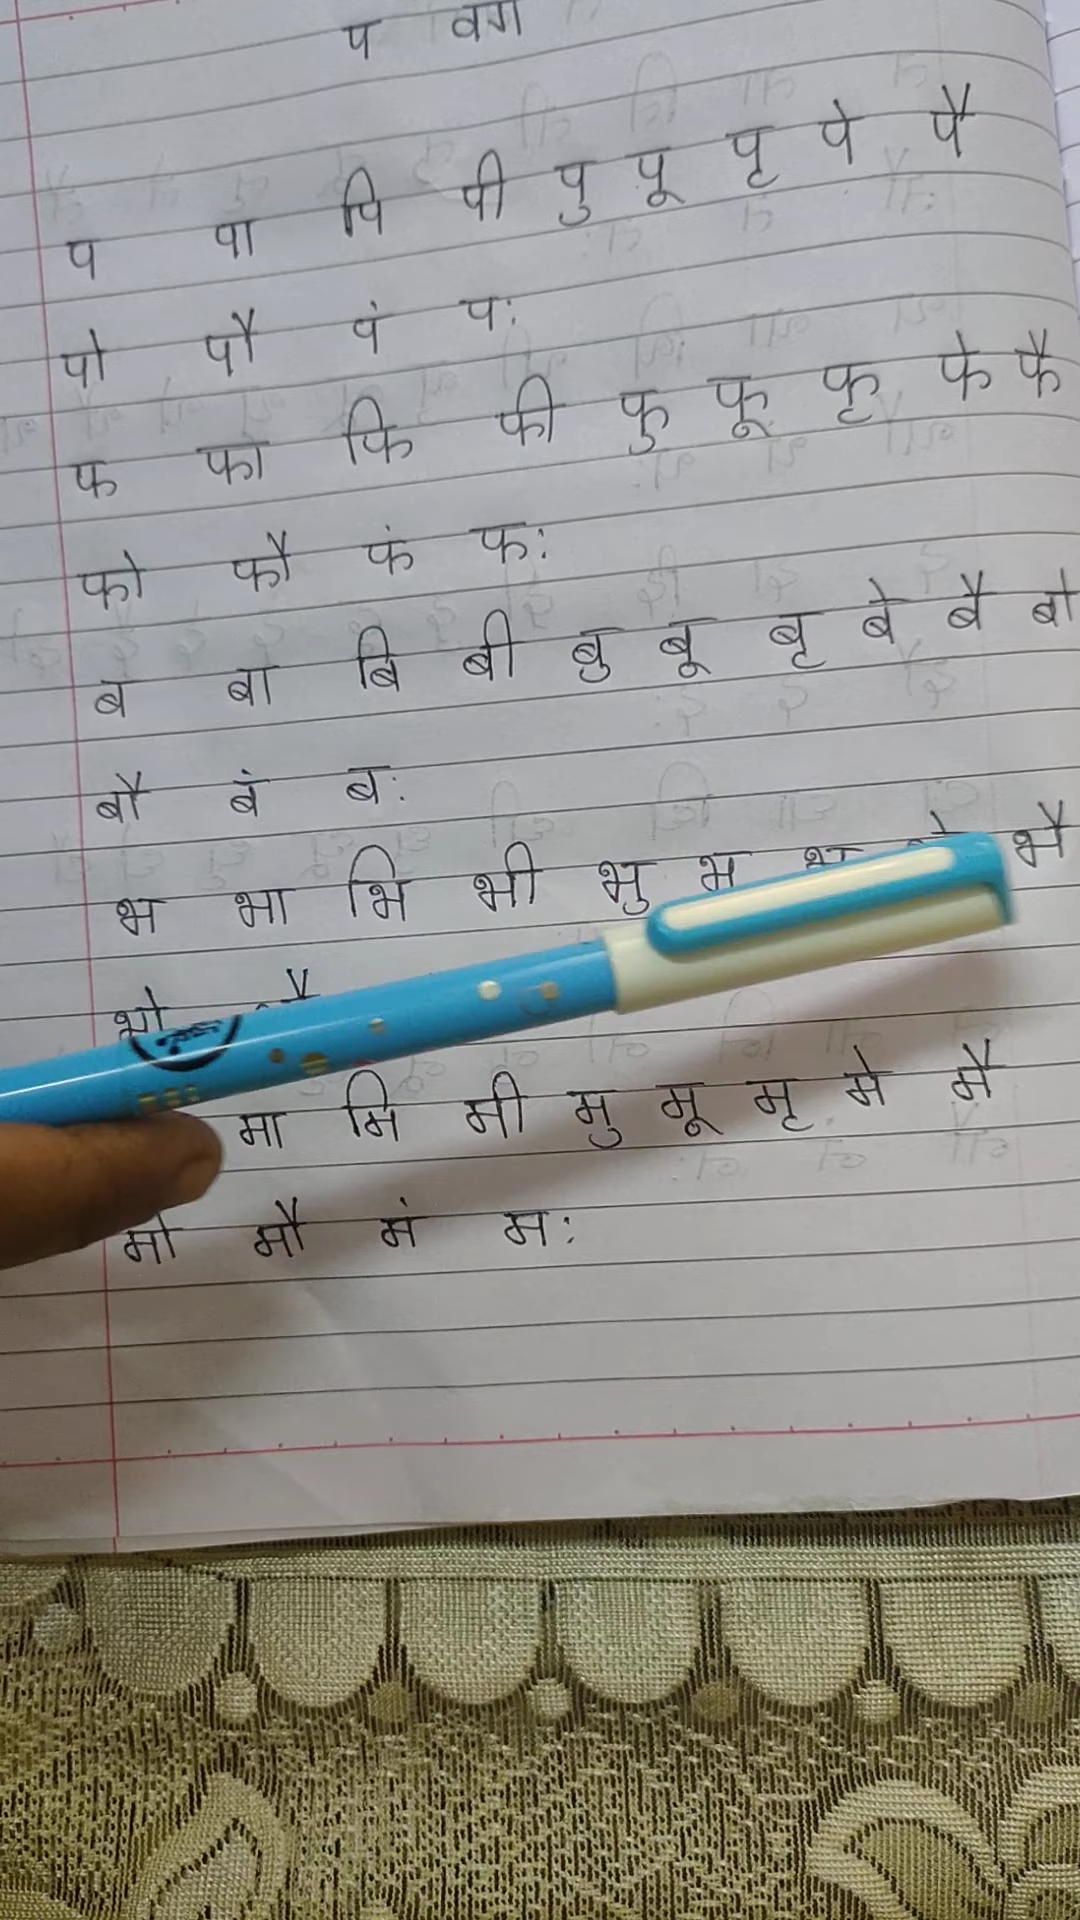 प वर्ग
प पा पि पी पु पू पृ पे पै
पो पौ पं पः
फ फा फि फी फु फू फृ फे फै
फो फौ फं फः
ब बा बि बी बु बू बृ बे बै बो
बौ बं बः
भ भा भि भी भु भै
भो
मा मि मी मु मू मृ मे मै
मो मौ मं मः